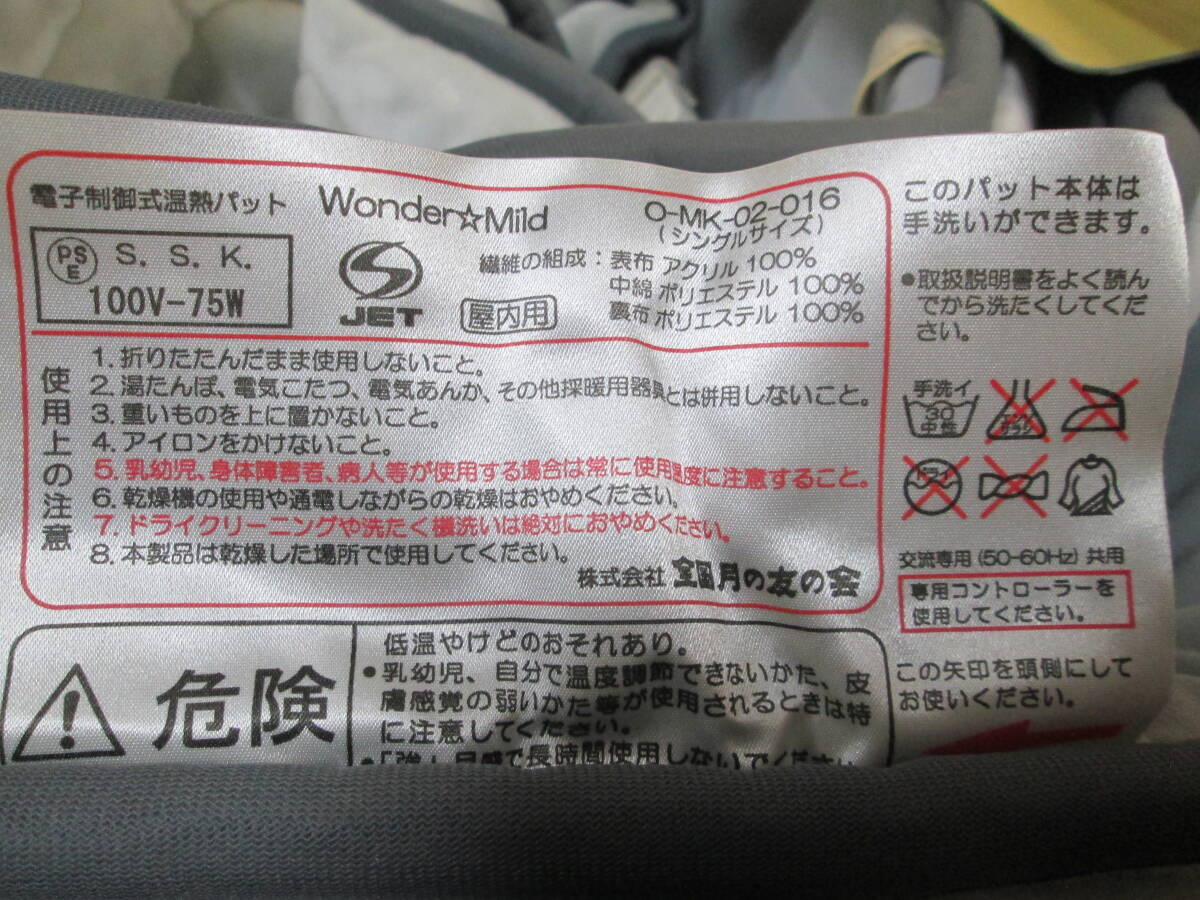 電子制御式温熱パット Wonder☆Mild O-MK-02-016
(シングルサイズ)
PS
E
S. S. K.
100V-75W
JET
屋内用
繊維の組成：表布 アクリル 100%
中綿 ポリエステル 100%
裏布 ポリエステル 100%
使用上の注意
1. 折りたたんだまま使用しないこと。
2. 湯たんぽ、電気こたつ、電気あんか、その他採暖用器具とは併用しないこと。
3. 重いものを上に置かないこと。
4. アイロンをかけないこと。
5. 乳幼児、身体障害者、病人等が使用する場合は常に使用温度に注意すること。
6. 乾燥機の使用や通電しながらの乾燥はおやめください。
7. ドライクリーニングや洗たく機洗いは絶対におやめください。
8. 本製品は乾燥した場所で使用してください。
株式会社 月の友の会
危険
低温やけどのおそれあり。
●乳幼児、自分で温度調節できないかた、皮
膚感覚の弱いかた等が使用されるときは特
に注意してください。
●「強」目盛で長時間使用しないでください
このパット本体は
手洗いができます。
●取扱説明書をよく読ん
でから洗たくしてくだ
さい。
手洗イ
30
中性
ドライ
交流専用 (50-60Hz) 共用
専用コントローラーを
使用してください。
この矢印を頭側にして
お使いください。